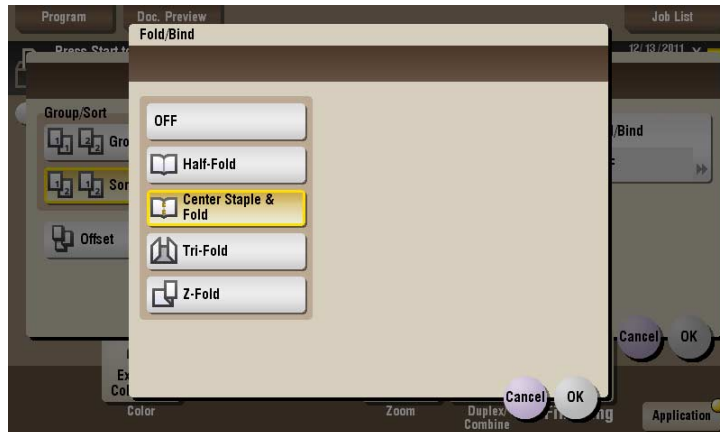 Program
Doc. Preview
Job List
Fold/Bind
12/13/2011
Group/Sort
OFF
Half-Fold
Center Staple &
Fold
Offset
Tri-Fold
Z-Fold
Cancel
OK
Cancel
OK
Color
Zoom
Duplex/
Combine
Application